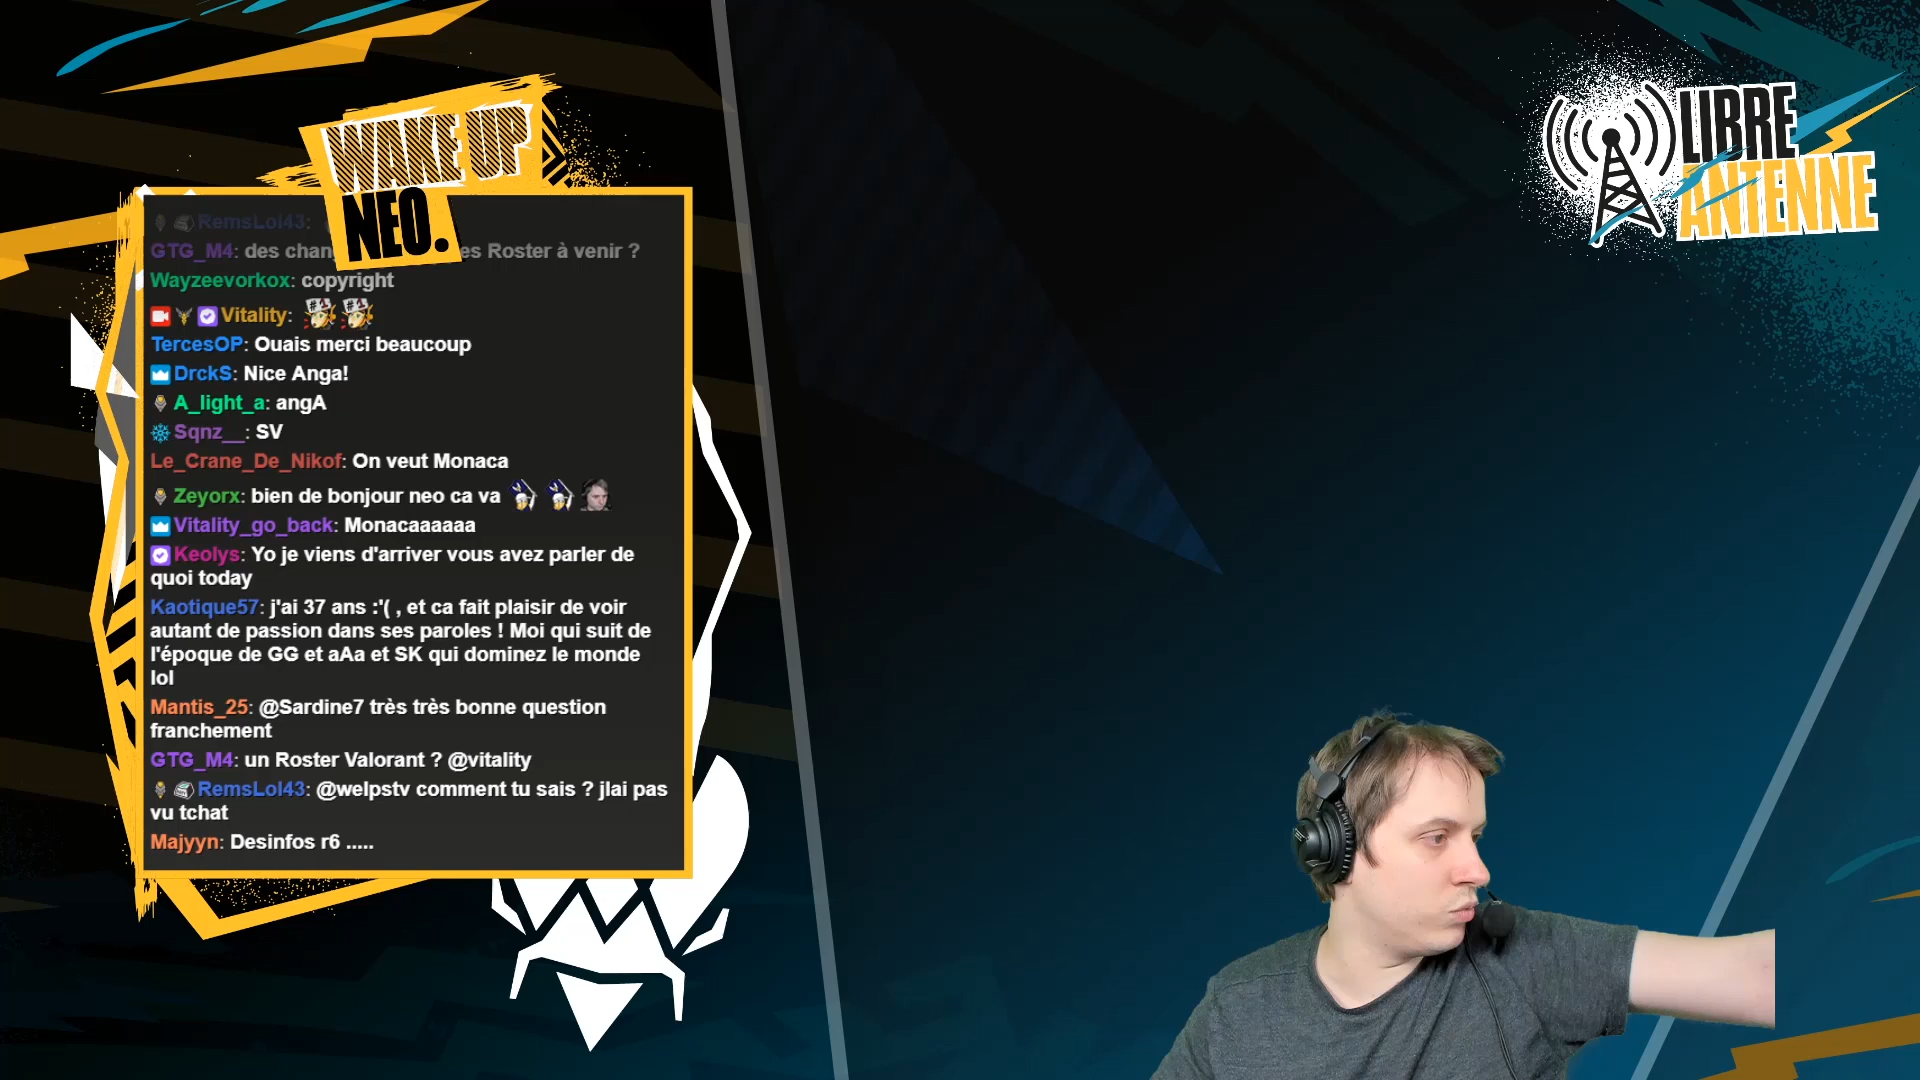 WAKE UP
NEO.
LIBRE
ANTENNE
RemsLol43:
GTG_M4: des chan es Roster à venir ?
Wayzeevorkox: copyright
Vitality:
TercesOP: Ouais merci beaucoup
DrckS: Nice Anga!
A_light_a: angA
Sqnz__: SV
Le_Crane_De_Nikof: On veut Monaca
Zeyorx: bien de bonjour neo ca va
Vitality_go_back: Monacaaaaaa
Keolys: Yo je viens d'arriver vous avez parler de
quoi today
Kaotique57: j'ai 37 ans :'( , et ca fait plaisir de voir
autant de passion dans ses paroles ! Moi qui suit de
l'époque de GG et aAa et SK qui dominez le monde
lol
Mantis_25: @Sardine7 très très bonne question
franchement
GTG_M4: un Roster Valorant ? @vitality
RemsLol43: @welpstv comment tu sais ? jlai pas
vu tchat
Majyyn: Desinfos r6 .....